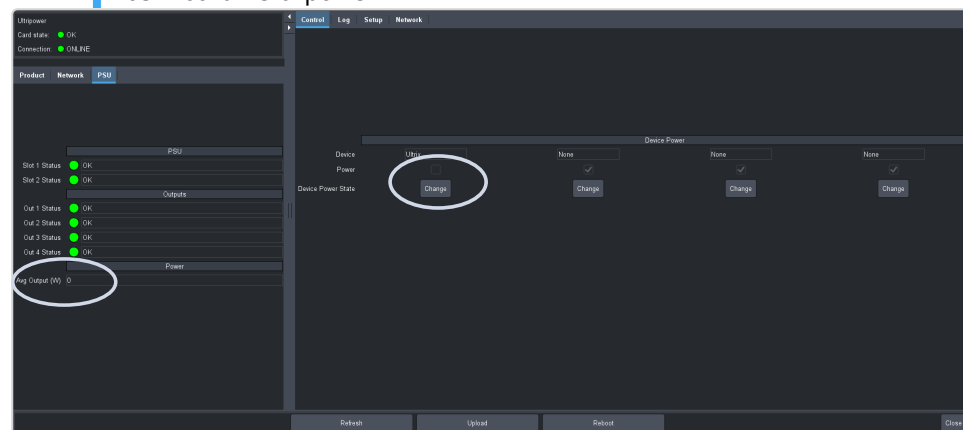 Ultripower
Card state: OK
Connection: ONLINE
Product Network PSU
PSU
Slot 1 Status OK
Slot 2 Status OK
Outputs
Out 1 Status OK
Out 2 Status OK
Out 3 Status OK
Out 4 Status OK
Power
Avg Output (W) 0
Control Log Setup Network
Device Power
Device Ultrix None None None
Power
Device Power State Change Change Change Change
Refresh Upload Reboot Close